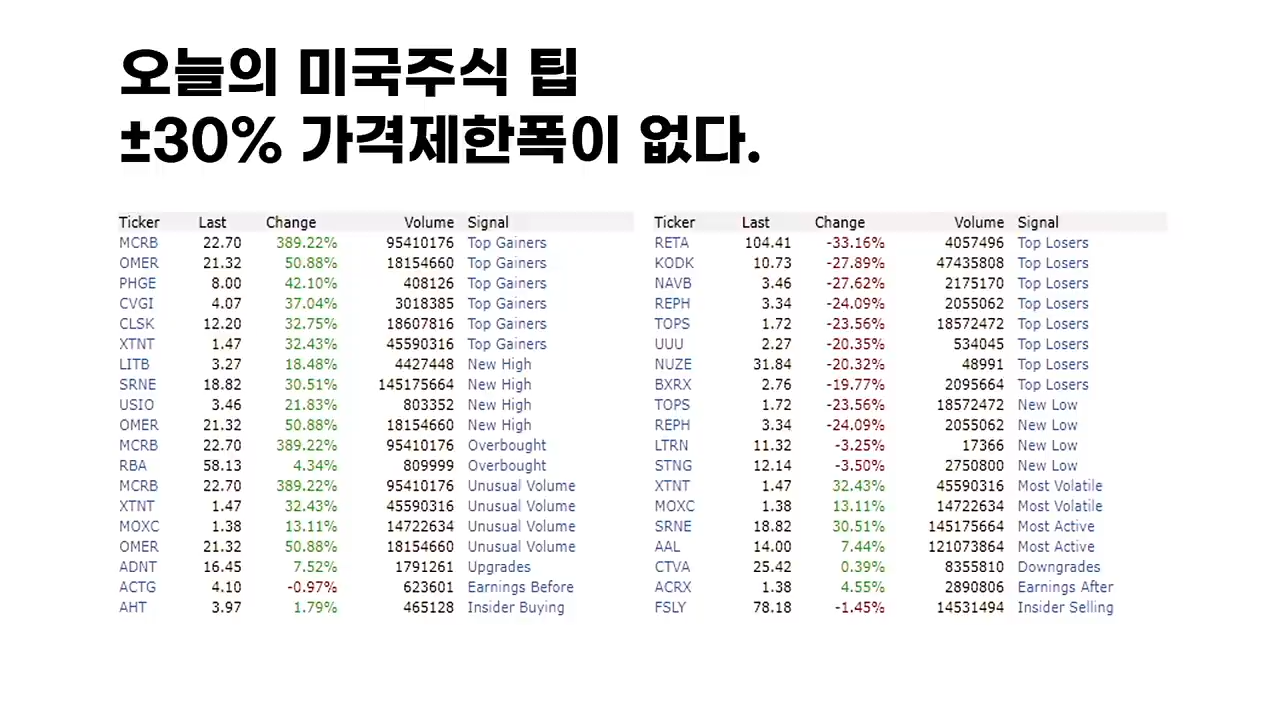 오늘의 미국주식 팁
±30% 가격제한폭이 없다.
Ticker Last Change Volume Signal
MCRB 22.70 389.22% 95410176 Top Gainers
OMER 21.32 50.88% 18154660 Top Gainers
PHGE 8.00 42.10% 408126 Top Gainers
CVGI 4.07 37.04% 3018385 Top Gainers
CLSK 12.20 32.75% 18607816 Top Gainers
XTNT 1.47 32.43% 45590316 Top Gainers
LITB 3.27 18.48% 4427448 New High
SRNE 18.82 30.51% 145175664 New High
USIO 3.46 21.83% 803352 New High
OMER 21.32 50.88% 18154660 New High
MCRB 22.70 389.22% 95410176 Overbought
RBA 58.13 4.34% 809999 Overbought
MCRB 22.70 389.22% 95410176 Unusual Volume
XTNT 1.47 32.43% 45590316 Unusual Volume
MOXC 1.38 13.11% 14722634 Unusual Volume
OMER 21.32 50.88% 18154660 Unusual Volume
ADNT 16.45 7.52% 1791261 Upgrades
ACTG 4.10 -0.97% 623601 Earnings Before
AHT 3.97 1.79% 465128 Insider Buying
Ticker Last Change Volume Signal
RETA 104.41 -33.16% 4057496 Top Losers
KODK 10.73 -27.89% 47435808 Top Losers
NAVB 3.46 -27.62% 2175170 Top Losers
REPH 3.34 -24.09% 2055062 Top Losers
TOPS 1.72 -23.56% 18572472 Top Losers
UUU 2.27 -20.35% 534045 Top Losers
NUZE 31.84 -20.32% 48991 Top Losers
BXRX 2.76 -19.77% 2095664 Top Losers
TOPS 1.72 -23.56% 18572472 New Low
REPH 3.34 -24.09% 2055062 New Low
LTRN 11.32 -3.25% 17366 New Low
STNG 12.14 -3.50% 2750800 New Low
XTNT 1.47 32.43% 45590316 Most Volatile
MOXC 1.38 13.11% 14722634 Most Volatile
SRNE 18.82 30.51% 145175664 Most Active
AAL 14.00 7.44% 121073864 Most Active
CTVA 25.42 0.39% 8355810 Downgrades
ACRX 1.38 4.55% 2890806 Earnings After
FSLY 78.18 -1.45% 14531494 Insider Selling